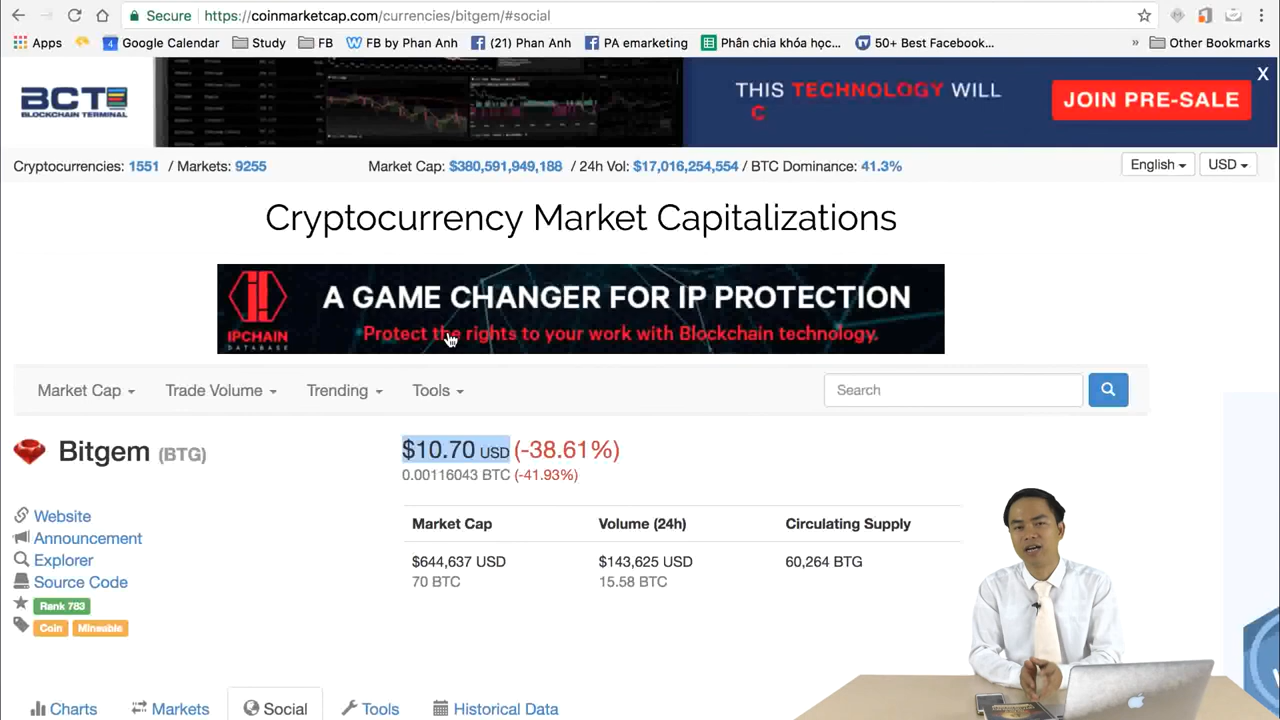 Secure
https://coinmarketcap.com/currencies/bitgem/#social
Apps
4
Google Calendar
Study
FB
FB by Phan Anh
(21) Phan Anh
PA emarketing
Phân chia khóa học...
50+ Best Facebook...
»
Other Bookmarks
BCT
BLOCKCHAIN TERMINAL
THIS TECHNOLOGY WILL
C
JOIN PRE-SALE
X
Cryptocurrencies: 1551 / Markets: 9255
Market Cap: $380,591,949,188 / 24h Vol: $17,016,254,554 / BTC Dominance: 41.3%
English
USD
Cryptocurrency Market Capitalizations
IPCHAIN
DATABASE
A GAME CHANGER FOR IP PROTECTION
Protect the rights to your work with Blockchain technology.
Market Cap
Trade Volume
Trending
Tools
Search
Bitgem (BTG)
$10.70 USD (-38.61%)
0.00116043 BTC (-41.93%)
Website
Announcement
Explorer
Source Code
Rank 783
Coin
Mineable
Market Cap
Volume (24h)
Circulating Supply
$644,637 USD
$143,625 USD
60,264 BTG
70 BTC
15.58 BTC
Charts
Markets
Social
Tools
Historical Data